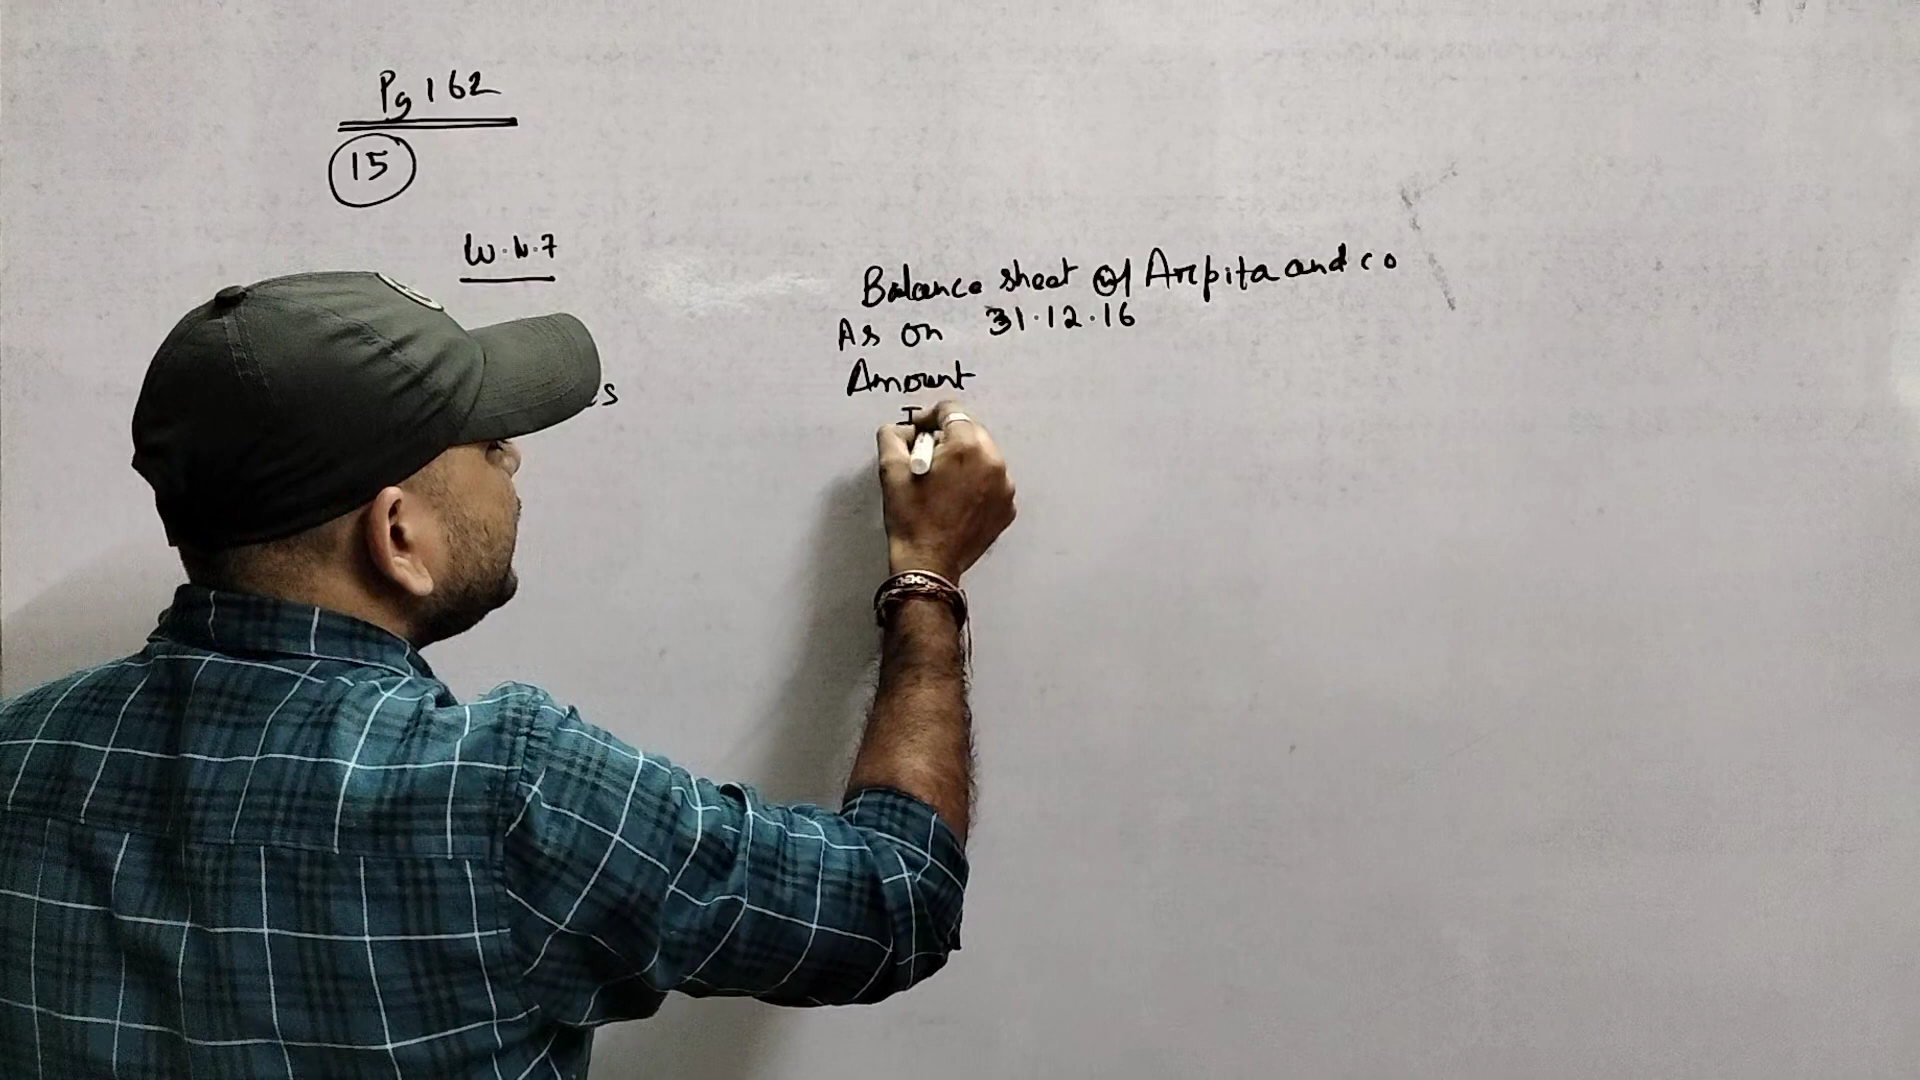 Pg 162
15
W.N.7
Balance sheet of Arpita and co
As on 31.12.16
Amount